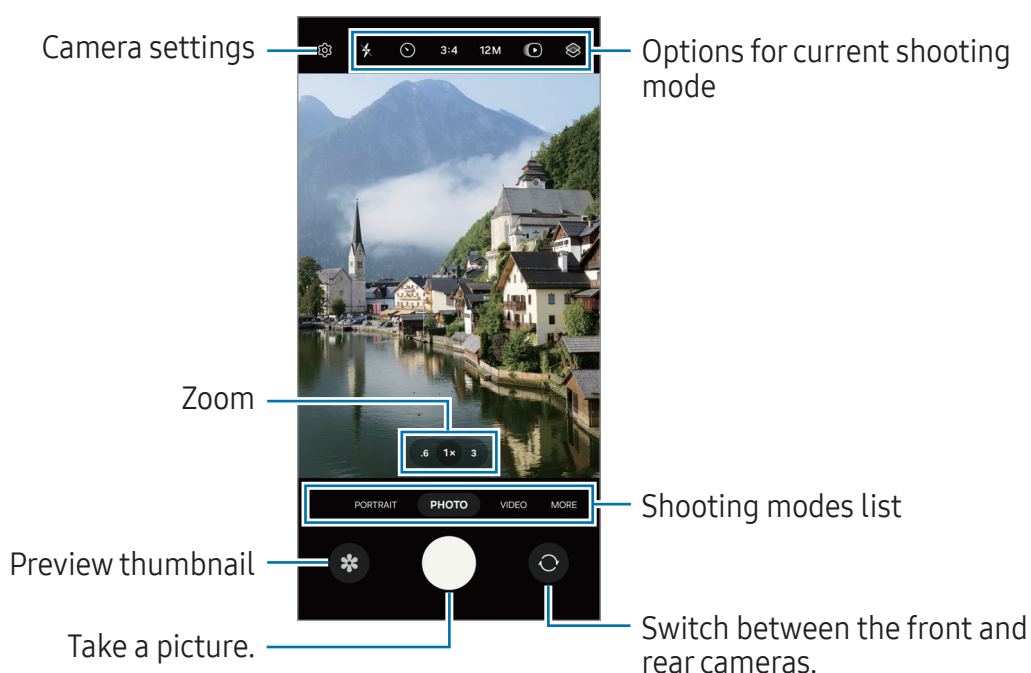 Camera settings
3:4 12M
Options for current shooting
mode
Zoom
.6 1× 3
PORTRAIT PHOTO VIDEO MORE
Shooting modes list
Preview thumbnail
Take a picture.
Switch between the front and
rear cameras.